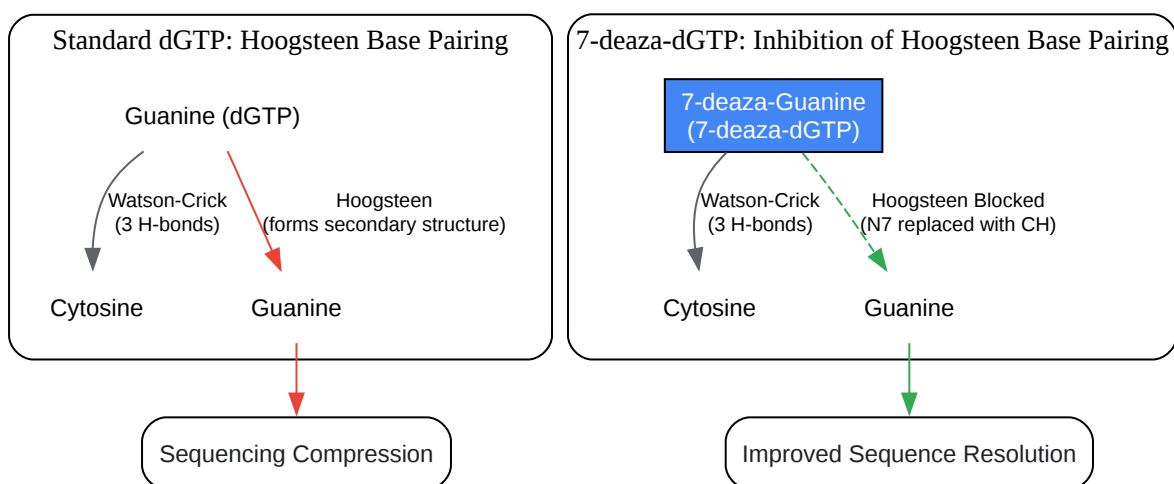 Standard dGTP: Hoogsteen Base Pairing
Guanine (dGTP)
Watson-Crick
(3 H-bonds)
Hoogsteen
(forms secondary structure)
Cytosine
Guanine
Sequencing Compression
7-deaza-dGTP: Inhibition of Hoogsteen Base Pairing
7-deaza-Guanine
(7-deaza-dGTP)
Watson-Crick
(3 H-bonds)
Hoogsteen Blocked
(N7 replaced with CH)
Cytosine
Guanine
Improved Sequence Resolution